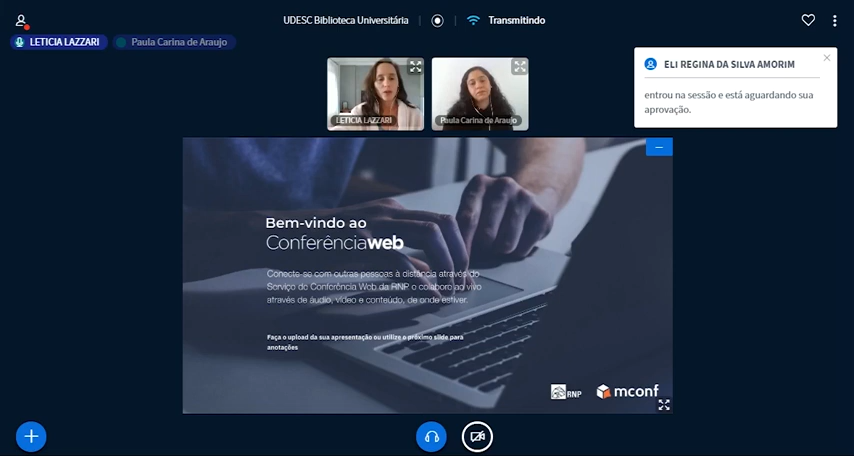 UDESC Biblioteca Universitária
Transmitindo
LETICIA LAZZARI
Paula Carina de Araujo
ELI REGINA DA SILVA AMORIM
entrou na sessão e está aguardando sua
aprovação.
LETICIA LAZZARI
Paula Carina de Araujo
Bem-vindo ao
Conferênciaweb
Conecte-se com outras pessoas à distância através do
Serviço de Conferência Web da RNP o colabore ao vivo
através de áudio, vídeo e conteúdo, de onde estiver.
Faça o upload da sua apresentação ou utilize o próximo slide para
anotações
RNP
mconf